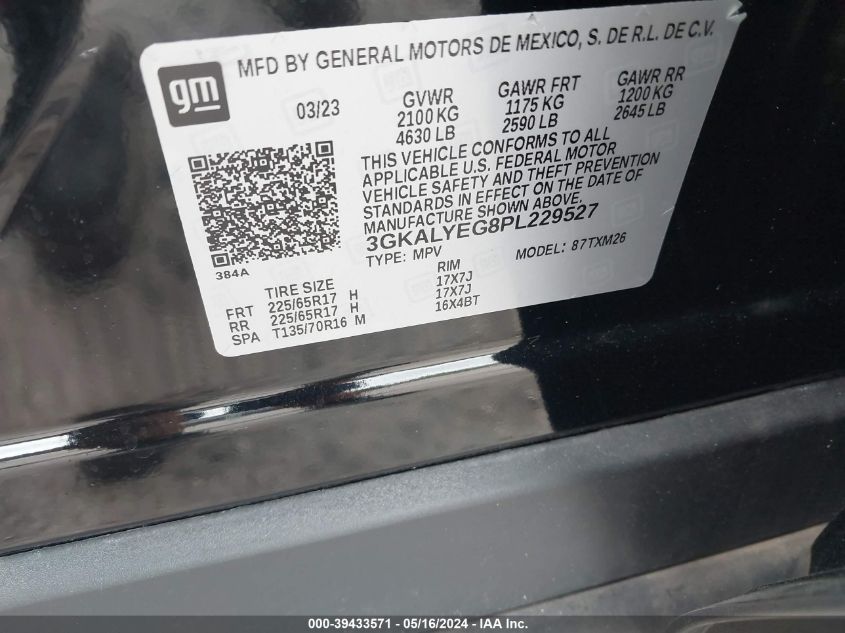 MFD BY GENERAL MOTORS DE MEXICO, S. DE R.L. DE C.V.
gm
03/23
GVWR GAWR FRT GAWR RR
2100 KG 1175 KG 1200 KG
4630 LB 2590 LB 2645 LB
THIS VEHICLE CONFORMS TO ALL
APPLICABLE U.S. FEDERAL MOTOR
VEHICLE SAFETY AND THEFT PREVENTION
STANDARDS IN EFFECT ON THE DATE OF
MANUFACTURE SHOWN ABOVE.
3GKALYEG8PL229527
TYPE: MPV MODEL: 87TXM26
384A
TIRE SIZE RIM
FRT 225/65R17 H 17X7J
RR 225/65R17 H 17X7J
SPA T135/70R16 M 16X4BT
000-39433571 - 05/16/2024 - IAA, Inc.